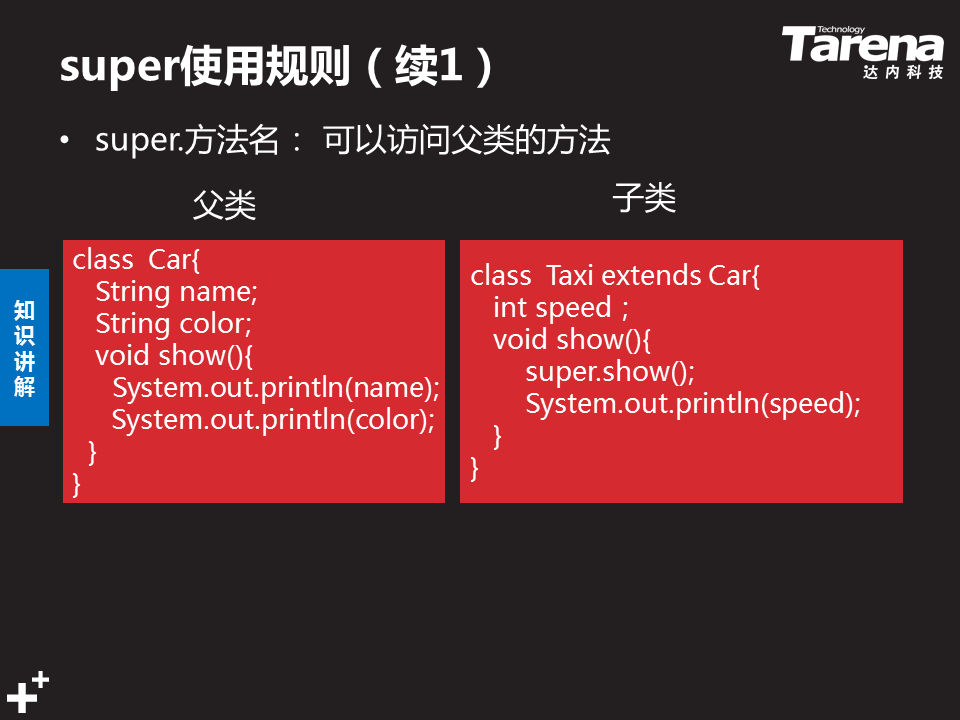 super使用规则（续1）
Technology
Tarena
达内科技
• super.方法名： 可以访问父类的方法
父类
子类
class  Car{
String name;
String color;
void show(){
System.out.println(name);
System.out.println(color);
}
}
class  Taxi extends Car{
int speed；
void show(){
super.show();
System.out.println(speed);
}
}
知
识
讲
解